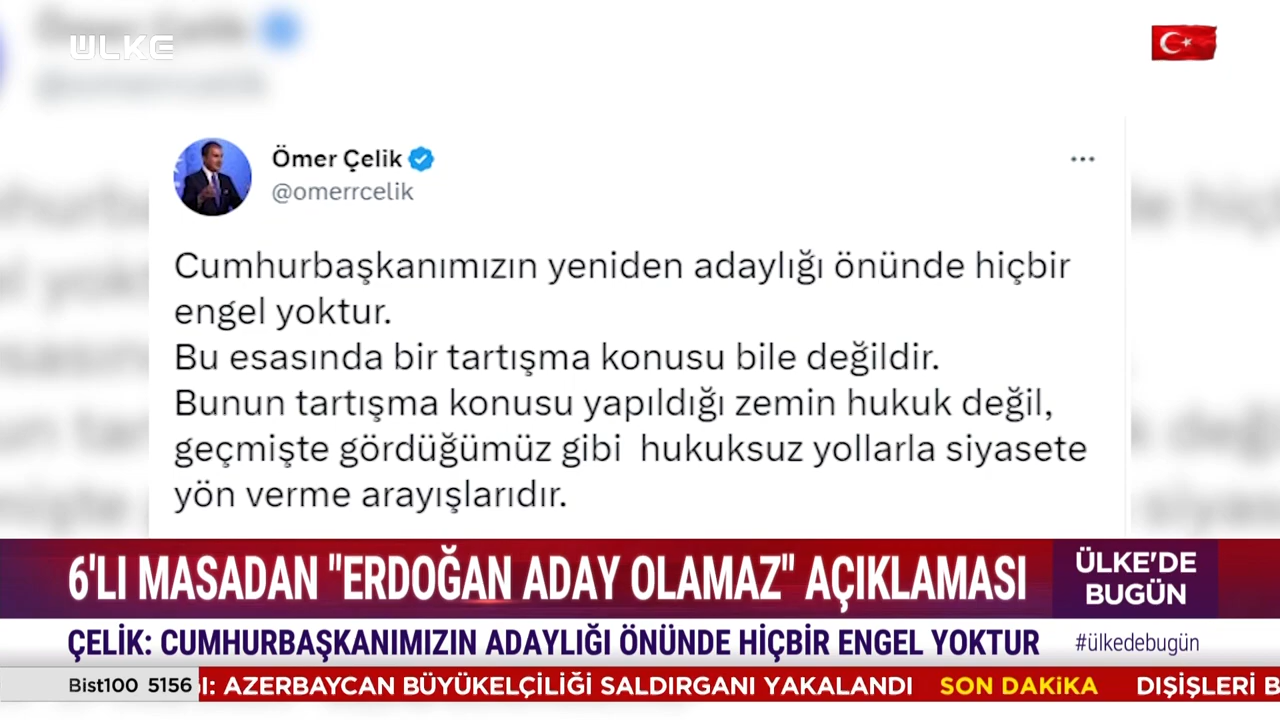 ÜLKE
Ömer Çelik
@omerrcelik
Cumhurbaşkanımızın yeniden adaylığı önünde hiçbir
engel yoktur.
Bu esasında bir tartışma konusu bile değildir.
Bunun tartışma konusu yapıldığı zemin hukuk değil,
geçmişte gördüğümüz gibi  hukuksuz yollarla siyasete
yön verme arayışlarıdır.
6'LI MASADAN "ERDOĞAN ADAY OLAMAZ" AÇIKLAMASI
ÜLKE'DE
BUGÜN
ÇELİK: CUMHURBAŞKANIMIZIN ADAYLIĞI ÖNÜNDE HİÇBİR ENGEL YOKTUR
#ülkedebugün
Bist100 5156 I: AZERBAYCAN BÜYÜKELÇİLİĞİ SALDIRGANI YAKALANDI SON DAKİKA DIŞİŞLERİ B